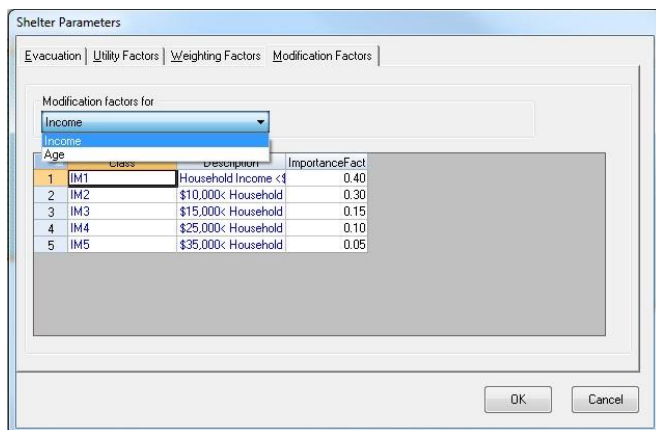 Shelter Parameters
Evacuation Utility Factors Weighting Factors Modification Factors
Modification factors for
Income
Income
Age
Class Description ImportanceFact
1 IM1 Household Income <$ 0.40
2 IM2 $10,000< Household 0.30
3 IM3 $15,000< Household 0.15
4 IM4 $25,000< Household 0.10
5 IM5 $35,000< Household 0.05
OK Cancel